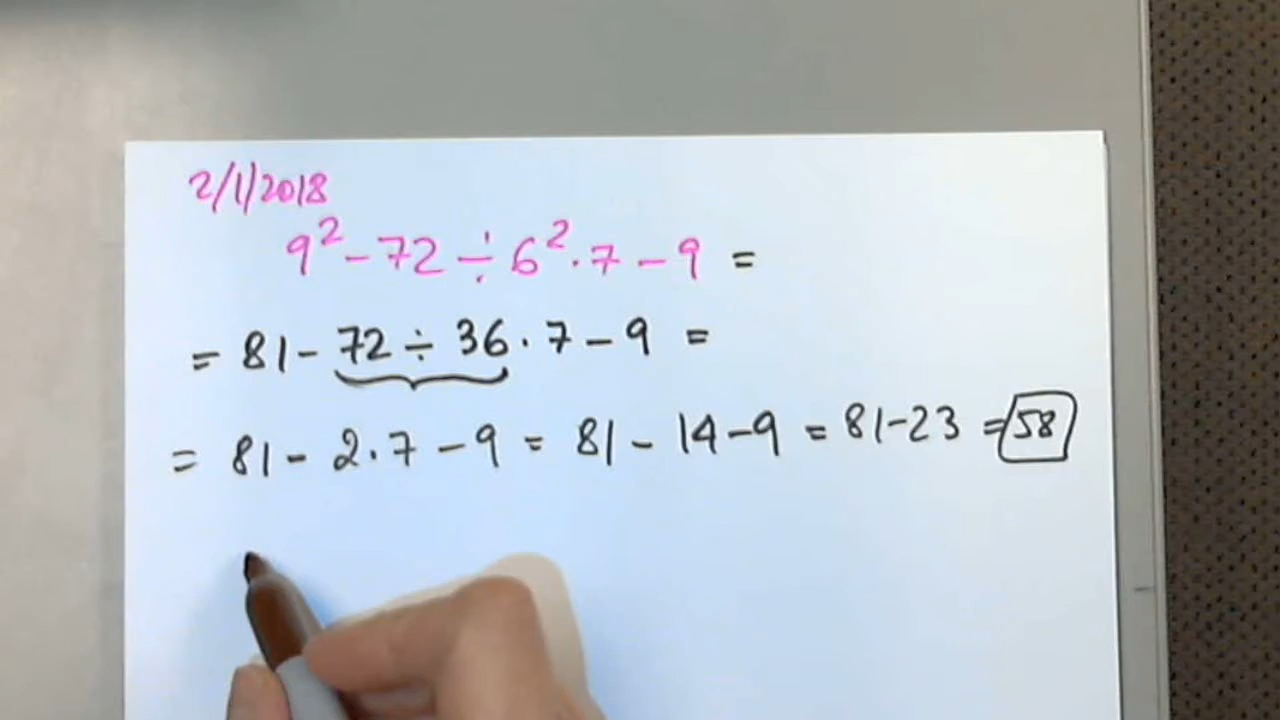 2/1/2018
9² - 72 ÷ 6² · 7 - 9 =
= 81 - 72 ÷ 36 · 7 - 9 =
= 81 - 2 · 7 - 9 = 81 - 14 - 9 = 81 - 23 = 58